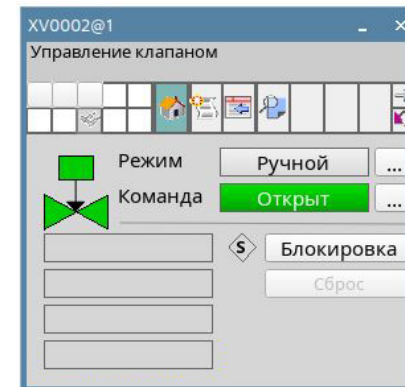 XV0002@1
Управление клапаном
Режим
Ручной
...
Команда
Открыт
...
S
Блокировка
Сброс